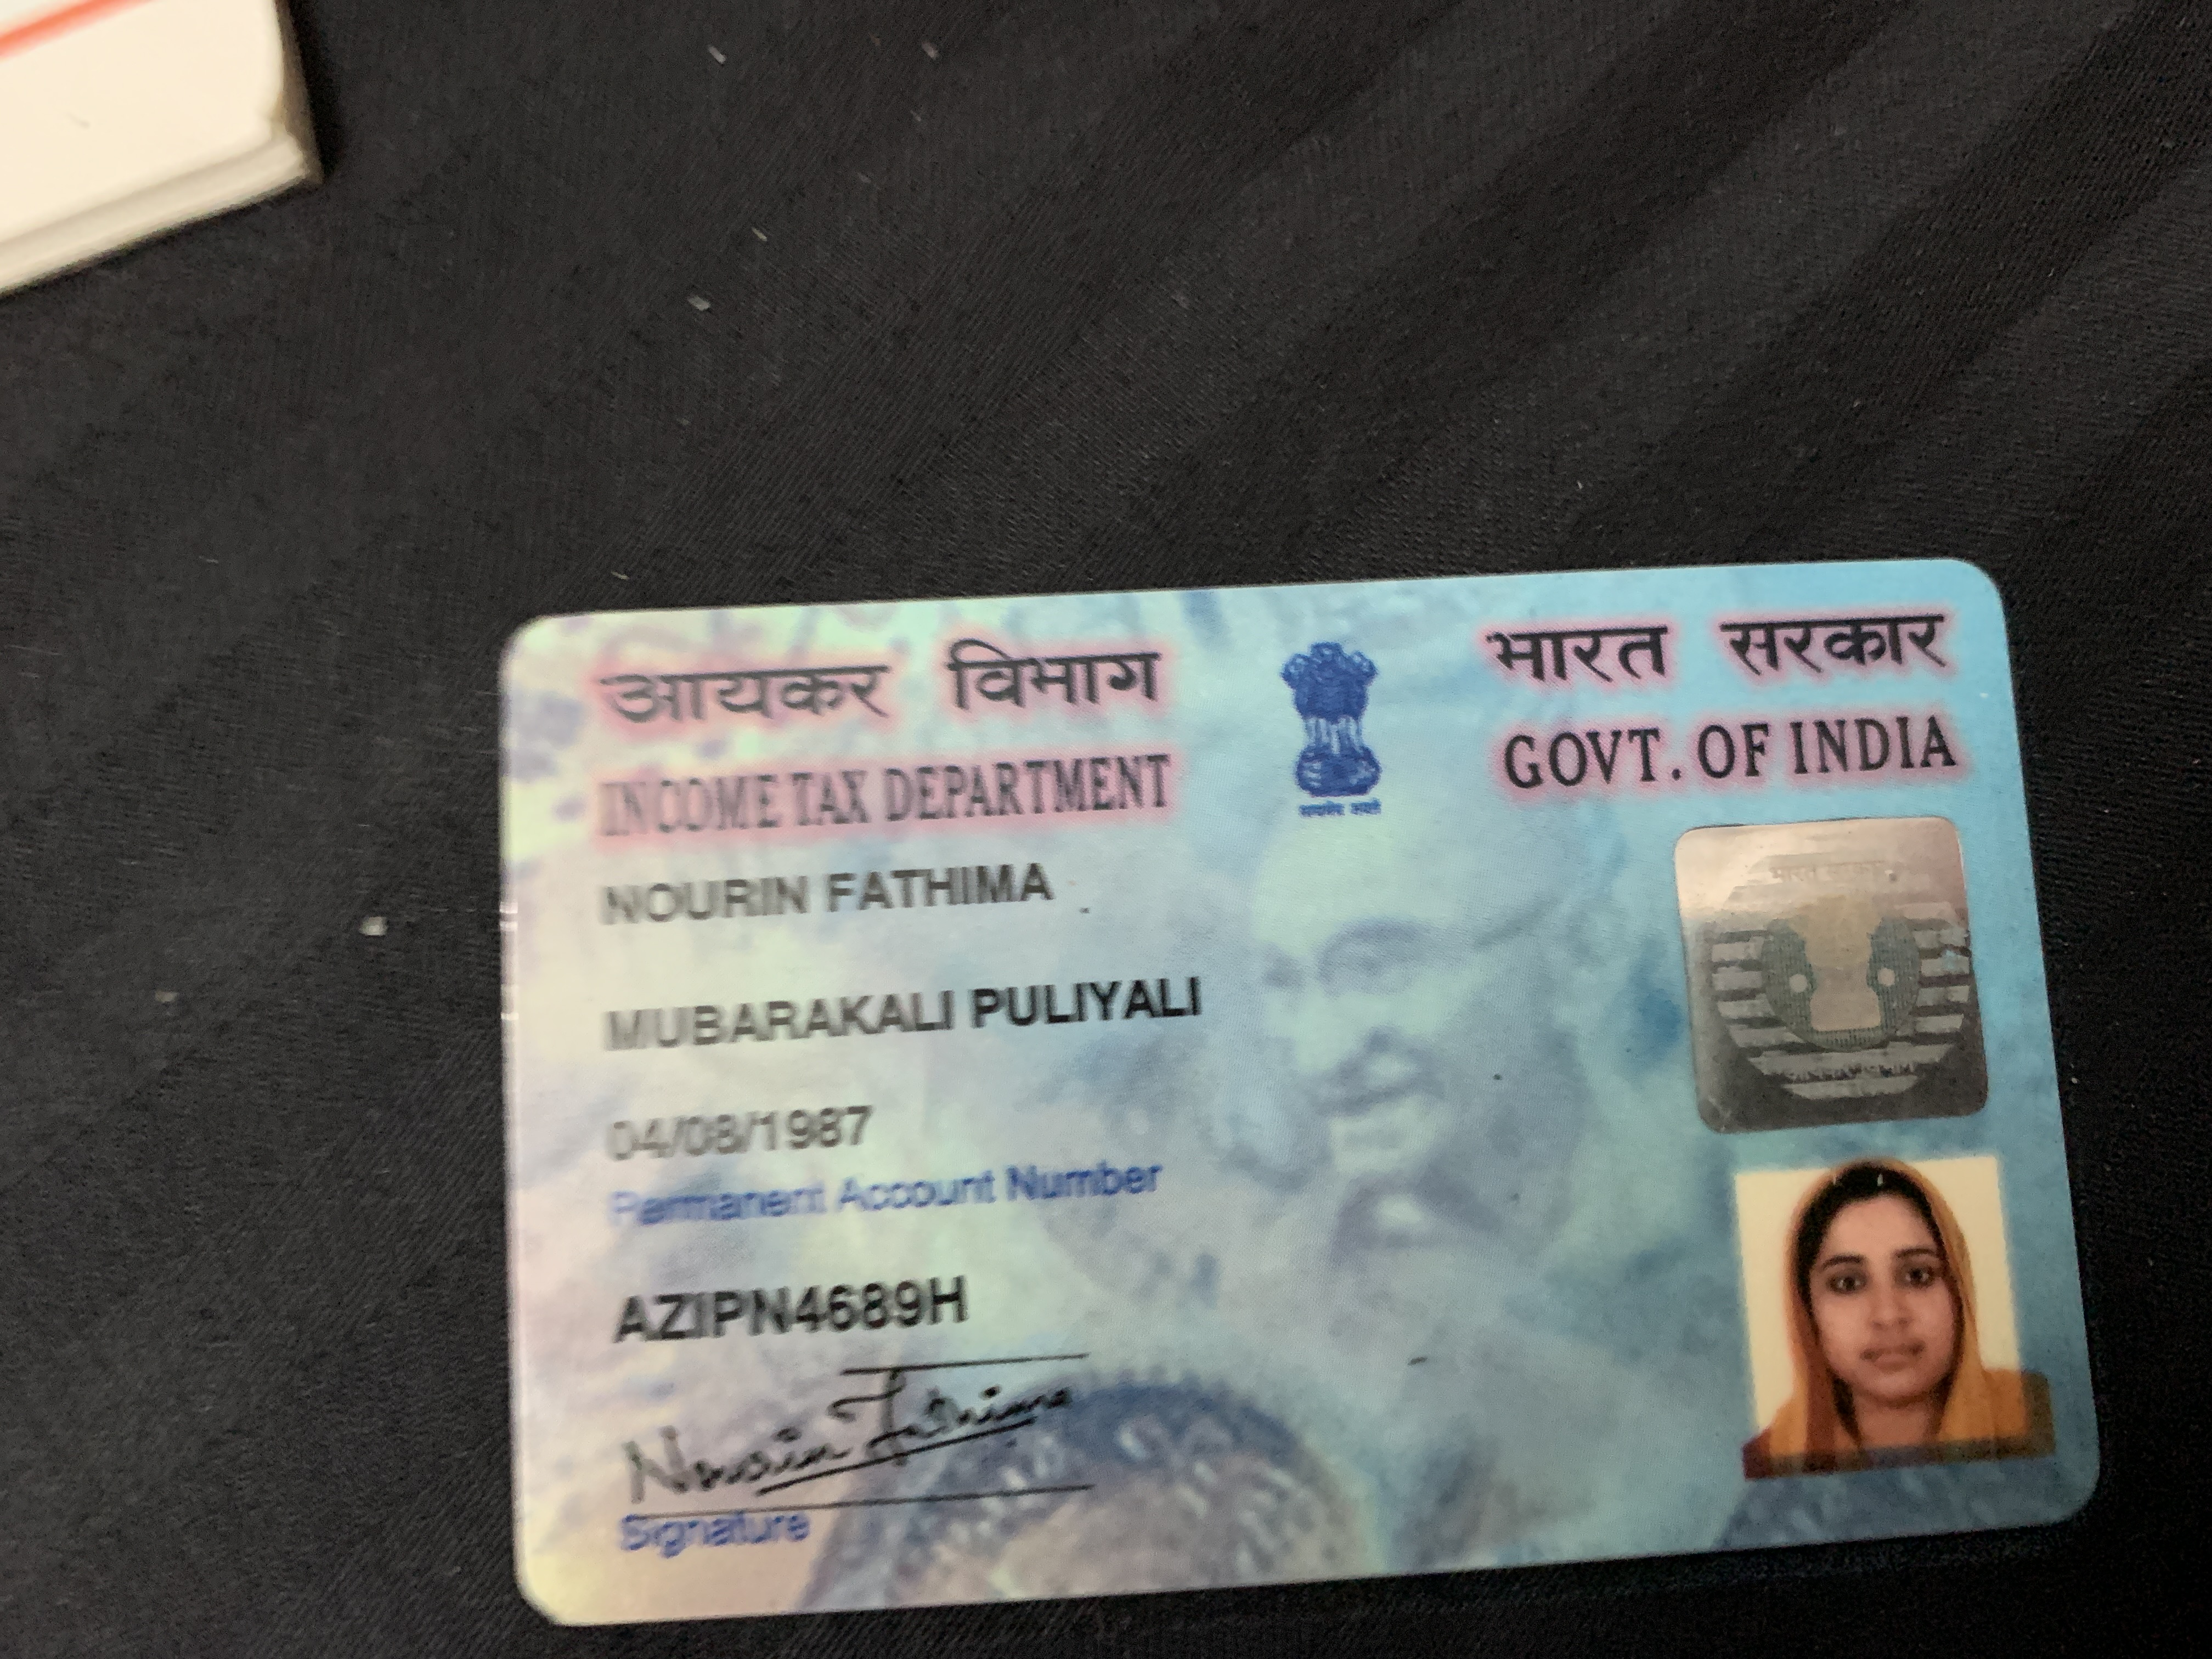 आयकर विभाग
INCOME TAX DEPARTMENT
भारत सरकार
GOVT. OF INDIA
NOURIN FATHIMA
MUBARAKALI PULIYALI
04/08/1987
Permanent Account Number
AZIPN4689H
Nourin Fathima
Signature